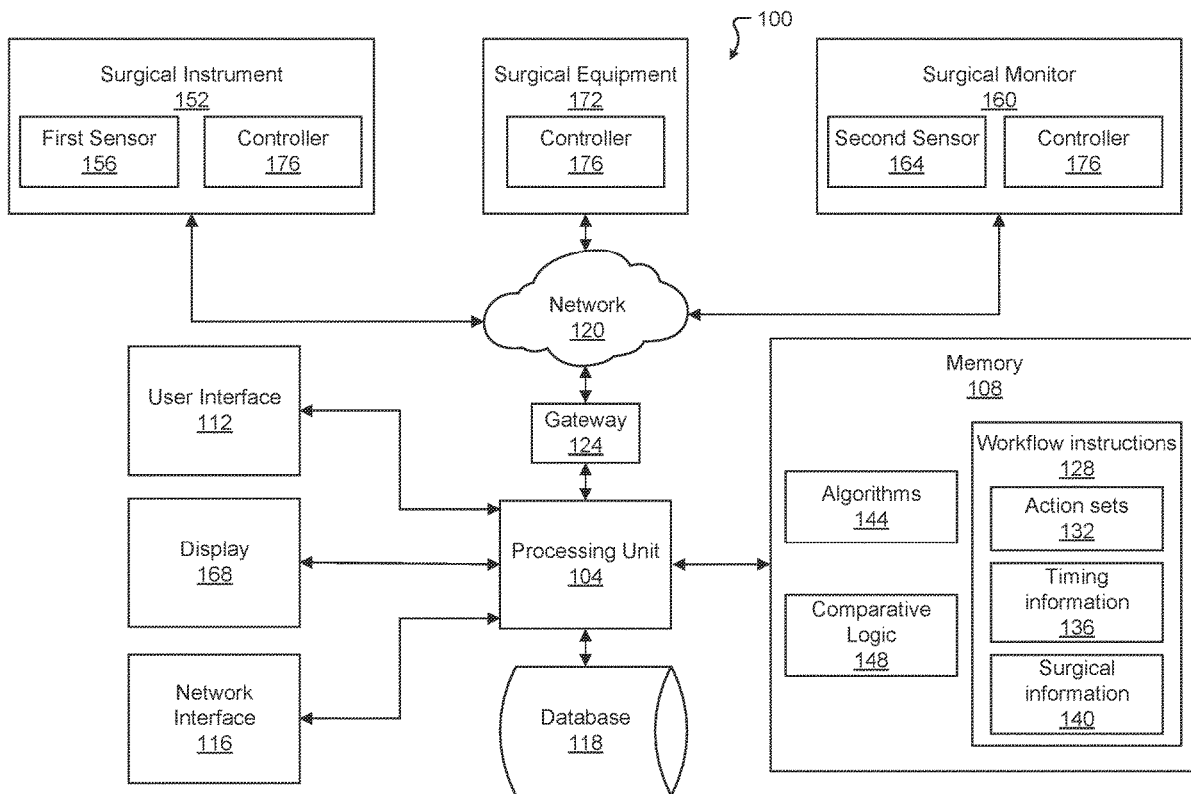 100
Surgical Instrument
152
First Sensor
156
Controller
176
Surgical Equipment
172
Controller
176
Surgical Monitor
160
Second Sensor
164
Controller
176
Network
120
User Interface
112
Gateway
124
Display
168
Processing Unit
104
Network
Interface
116
Database
118
Memory
108
Algorithms
144
Comparative
Logic
148
Workflow instructions
128
Action sets
132
Timing
information
136
Surgical
information
140